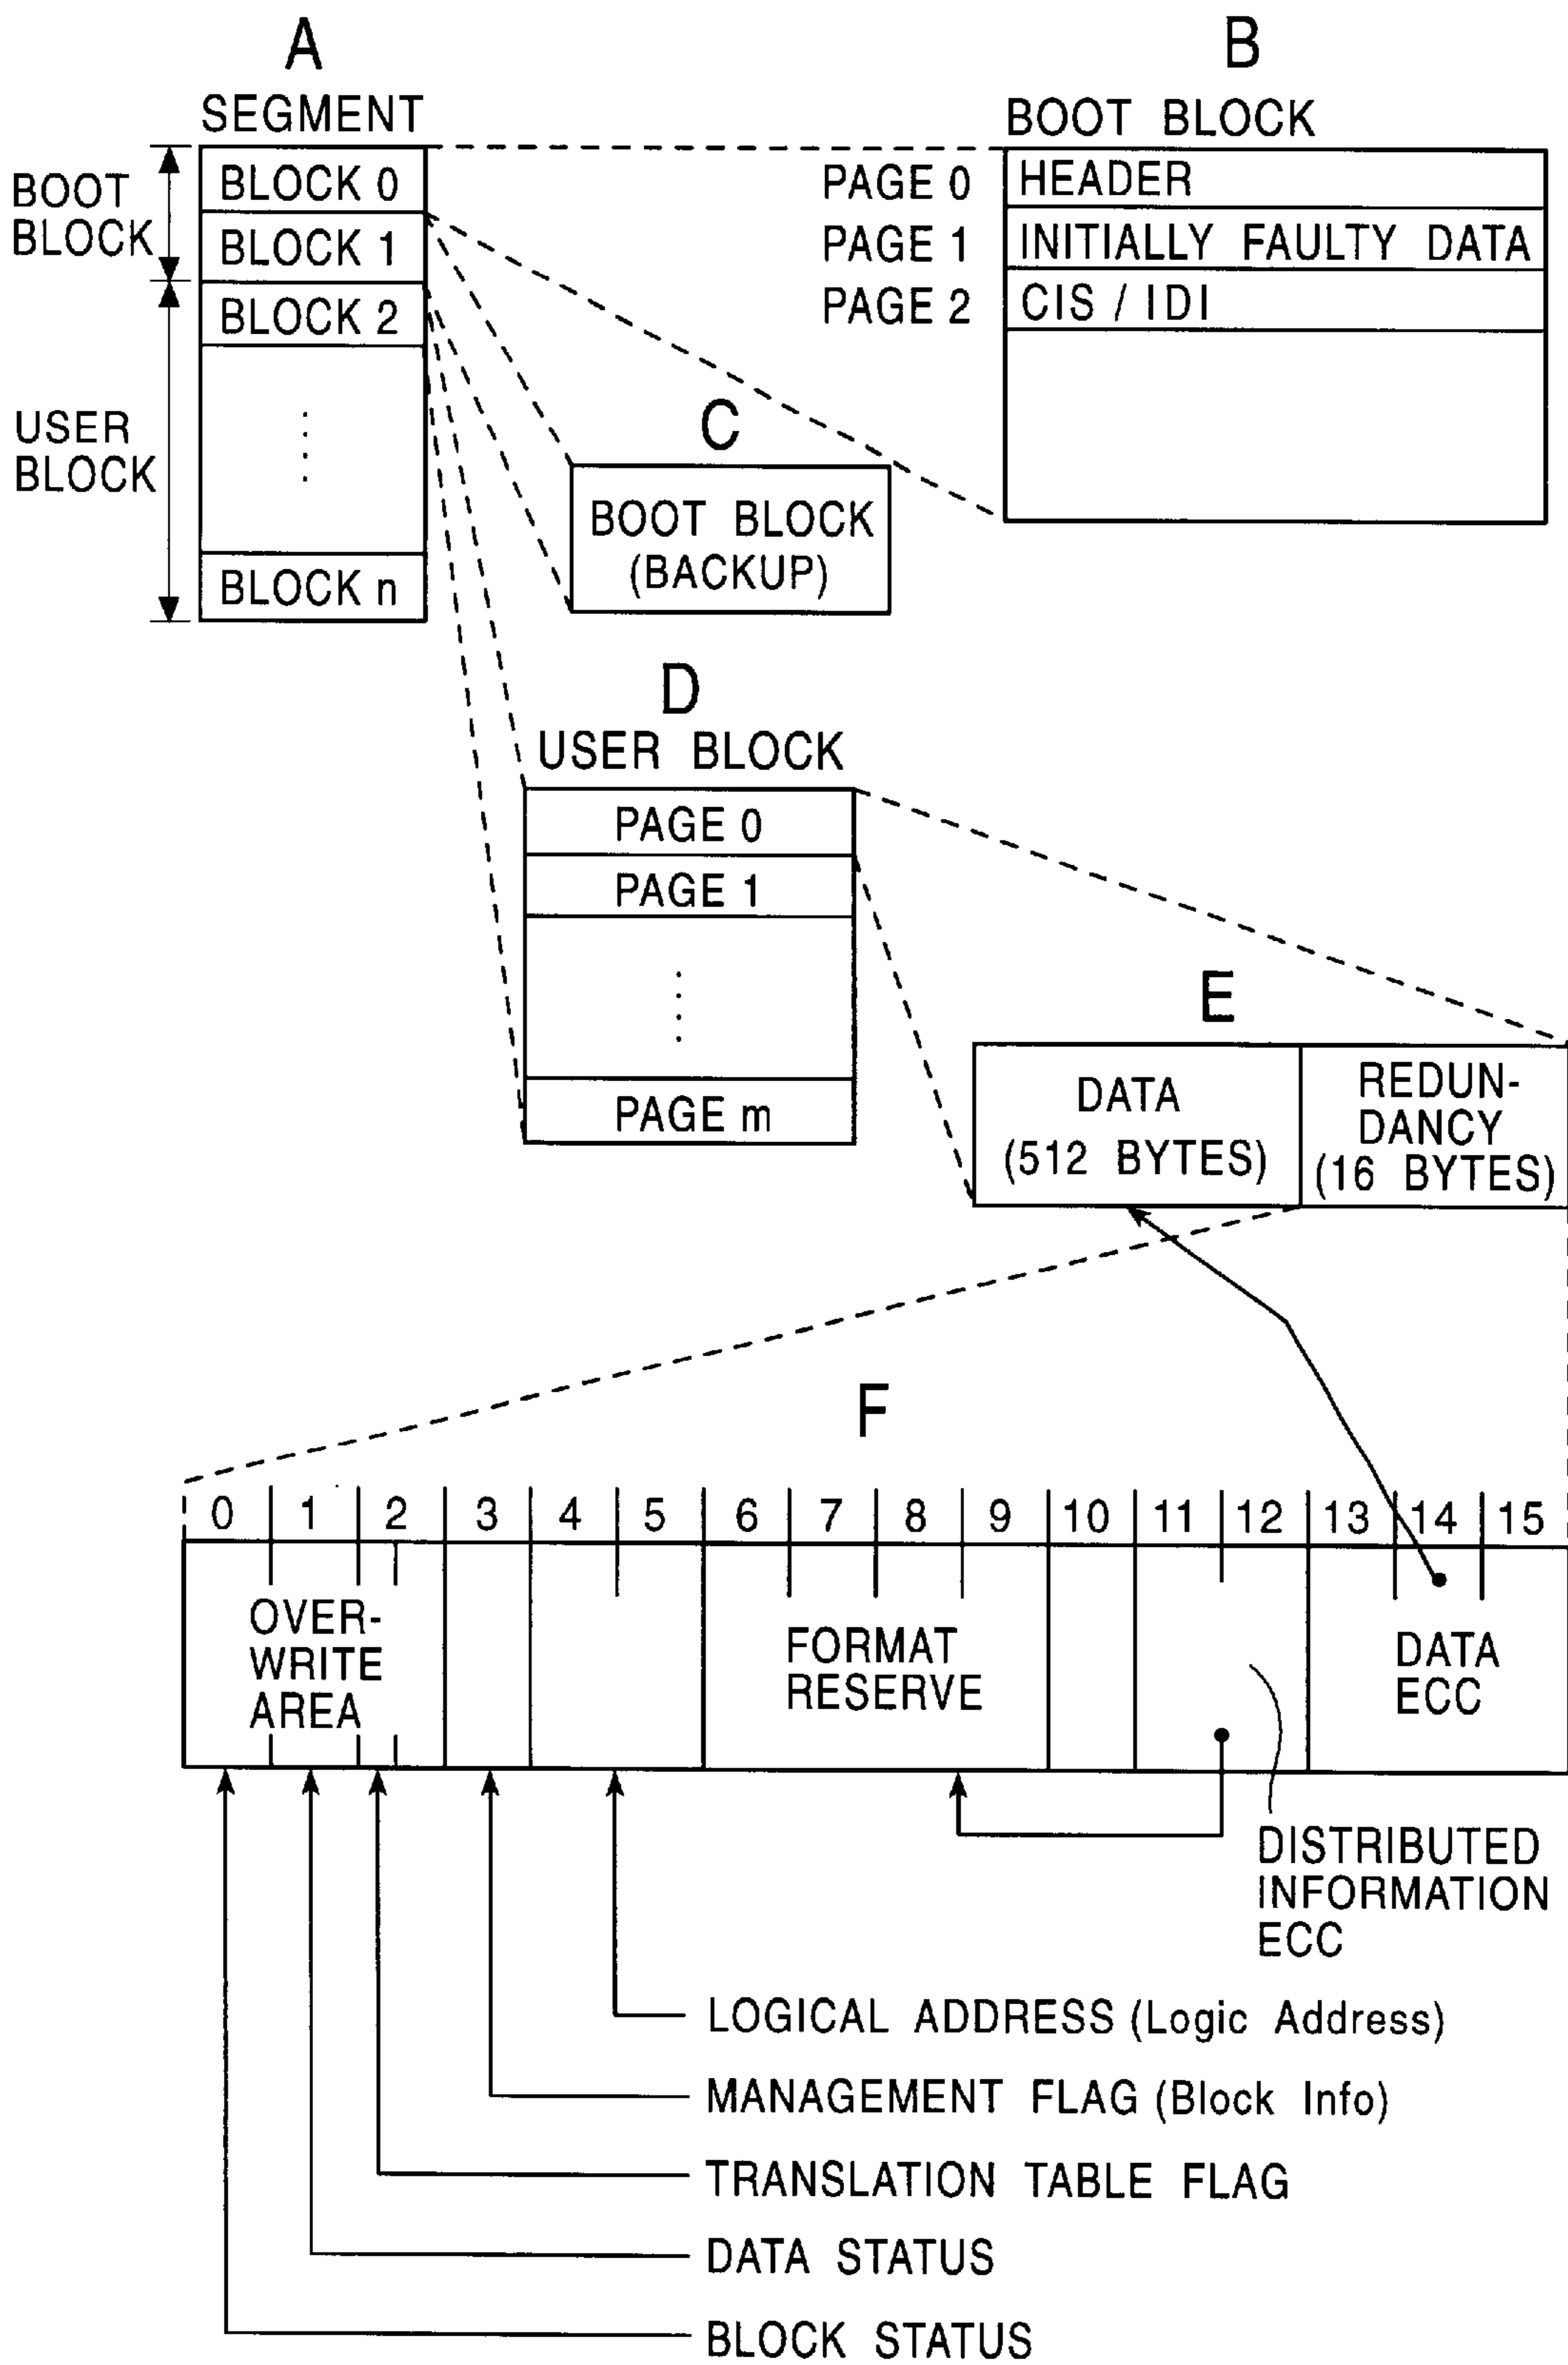 A
SEGMENT
BOOT
BLOCK
BLOCK 0
BLOCK 1
BLOCK 2
USER
BLOCK
BLOCK n
B
BOOT BLOCK
PAGE 0 HEADER
PAGE 1 INITIALLY FAULTY DATA
PAGE 2 CIS / IDI
C
BOOT BLOCK
(BACKUP)
D
USER BLOCK
PAGE 0
PAGE 1
PAGE m
E
DATA
(512 BYTES)
REDUN-
DANCY
(16 BYTES)
F
0 1 2 3 4 5 6 7 8 9 10 11 12 13 14 15
OVER-
WRITE
AREA
FORMAT
RESERVE
DATA
ECC
DISTRIBUTED
INFORMATION
ECC
LOGICAL ADDRESS (Logic Address)
MANAGEMENT FLAG (Block Info)
TRANSLATION TABLE FLAG
DATA STATUS
BLOCK STATUS